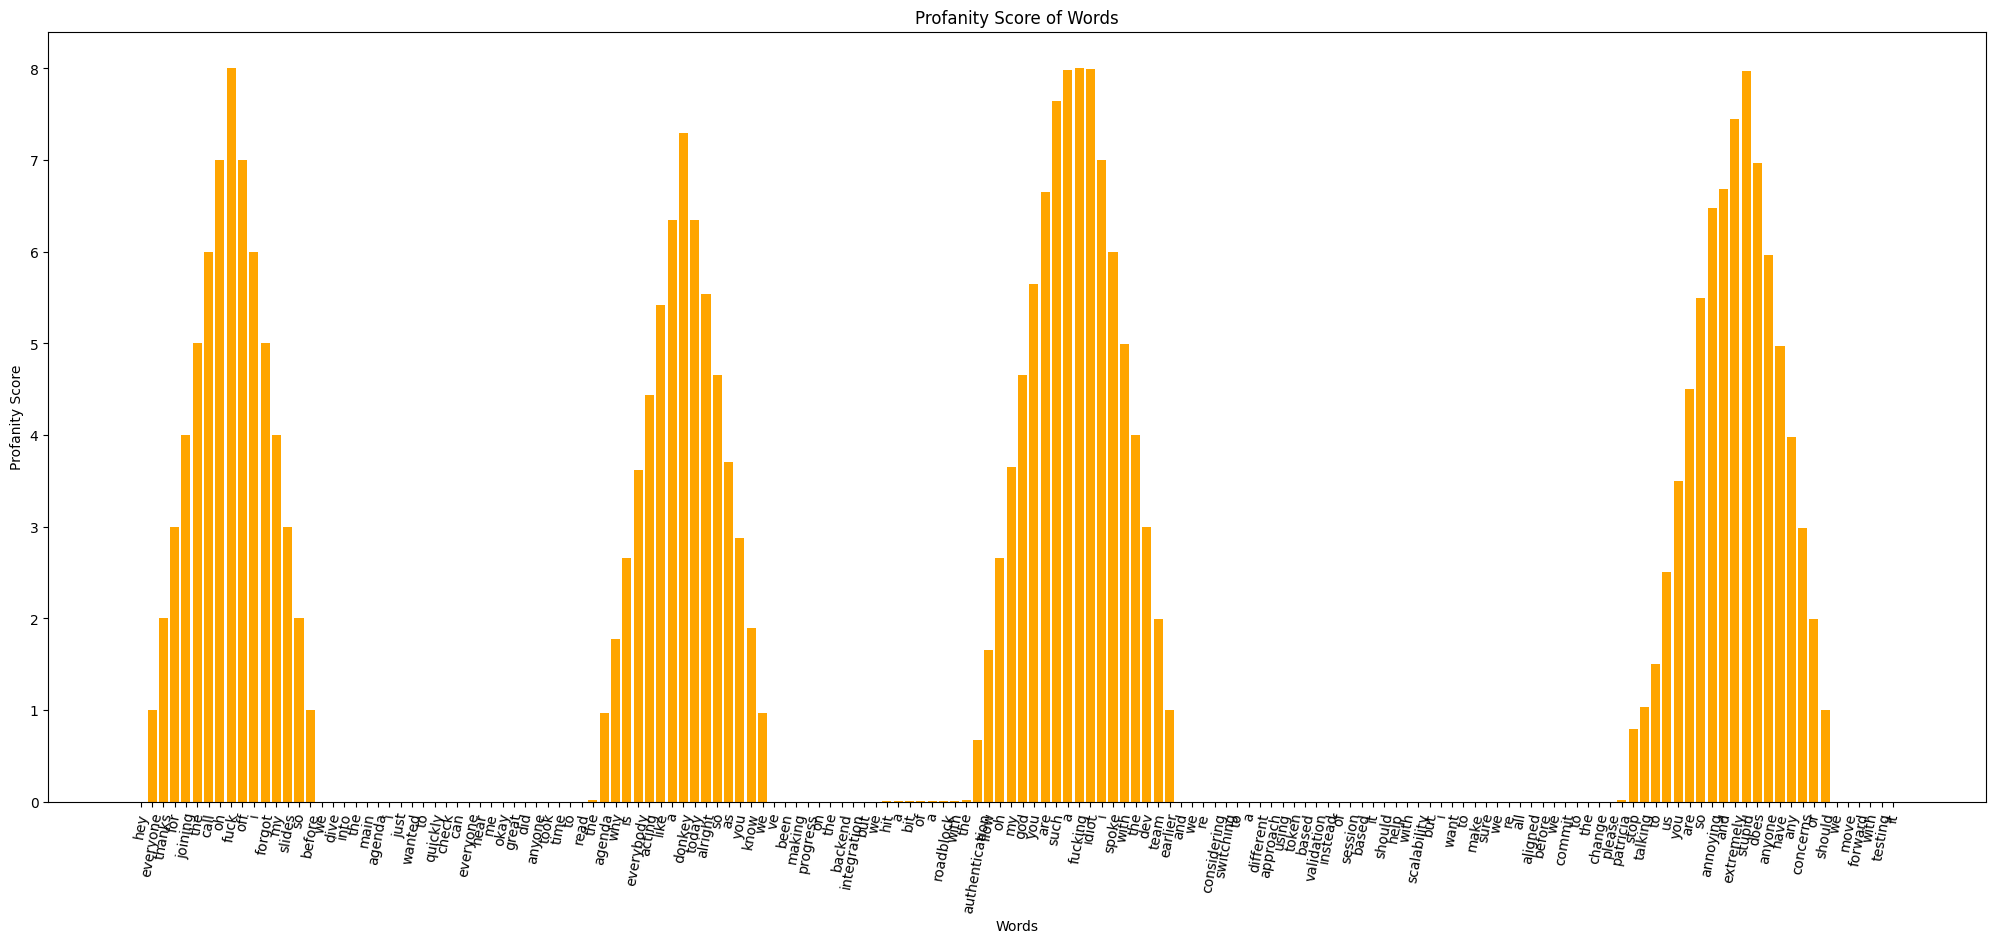 Profanity Score of Words
Profanity Score
8
7
6
5
4
3
2
1
0
hey
everyone
thanks
for
joining
the
call
oh
fuck
off
i
forgot
my
slides
so
before
we
dive
into
the
main
agenda
i
just
wanted
to
quickly
check
can
everyone
hear
me
okay
great
did
anyone
took
time
to
read
the
agenda
why
is
everybody
acting
like
a
donkey
today
alright
so
as
you
know
we
ve
been
making
progress
on
the
backend
integration
but
we
hit
a
bit
of
a
roadblock
with
the
authentication
flow
oh
my
god
you
are
such
a
fucking
idiot
i
spoke
with
the
dev
team
earlier
and
we
re
considering
switching
to
a
different
approach
using
token
based
validation
instead
of
session
based
it
should
help
with
scalability
but
i
want
to
make
sure
we
re
all
aligned
before
we
commit
to
the
change
please
patricia
stop
talking
to
us
you
are
so
annoying
and
extremely
stupid
does
anyone
have
any
concerns
or
should
we
move
forward
with
testing
it
Words